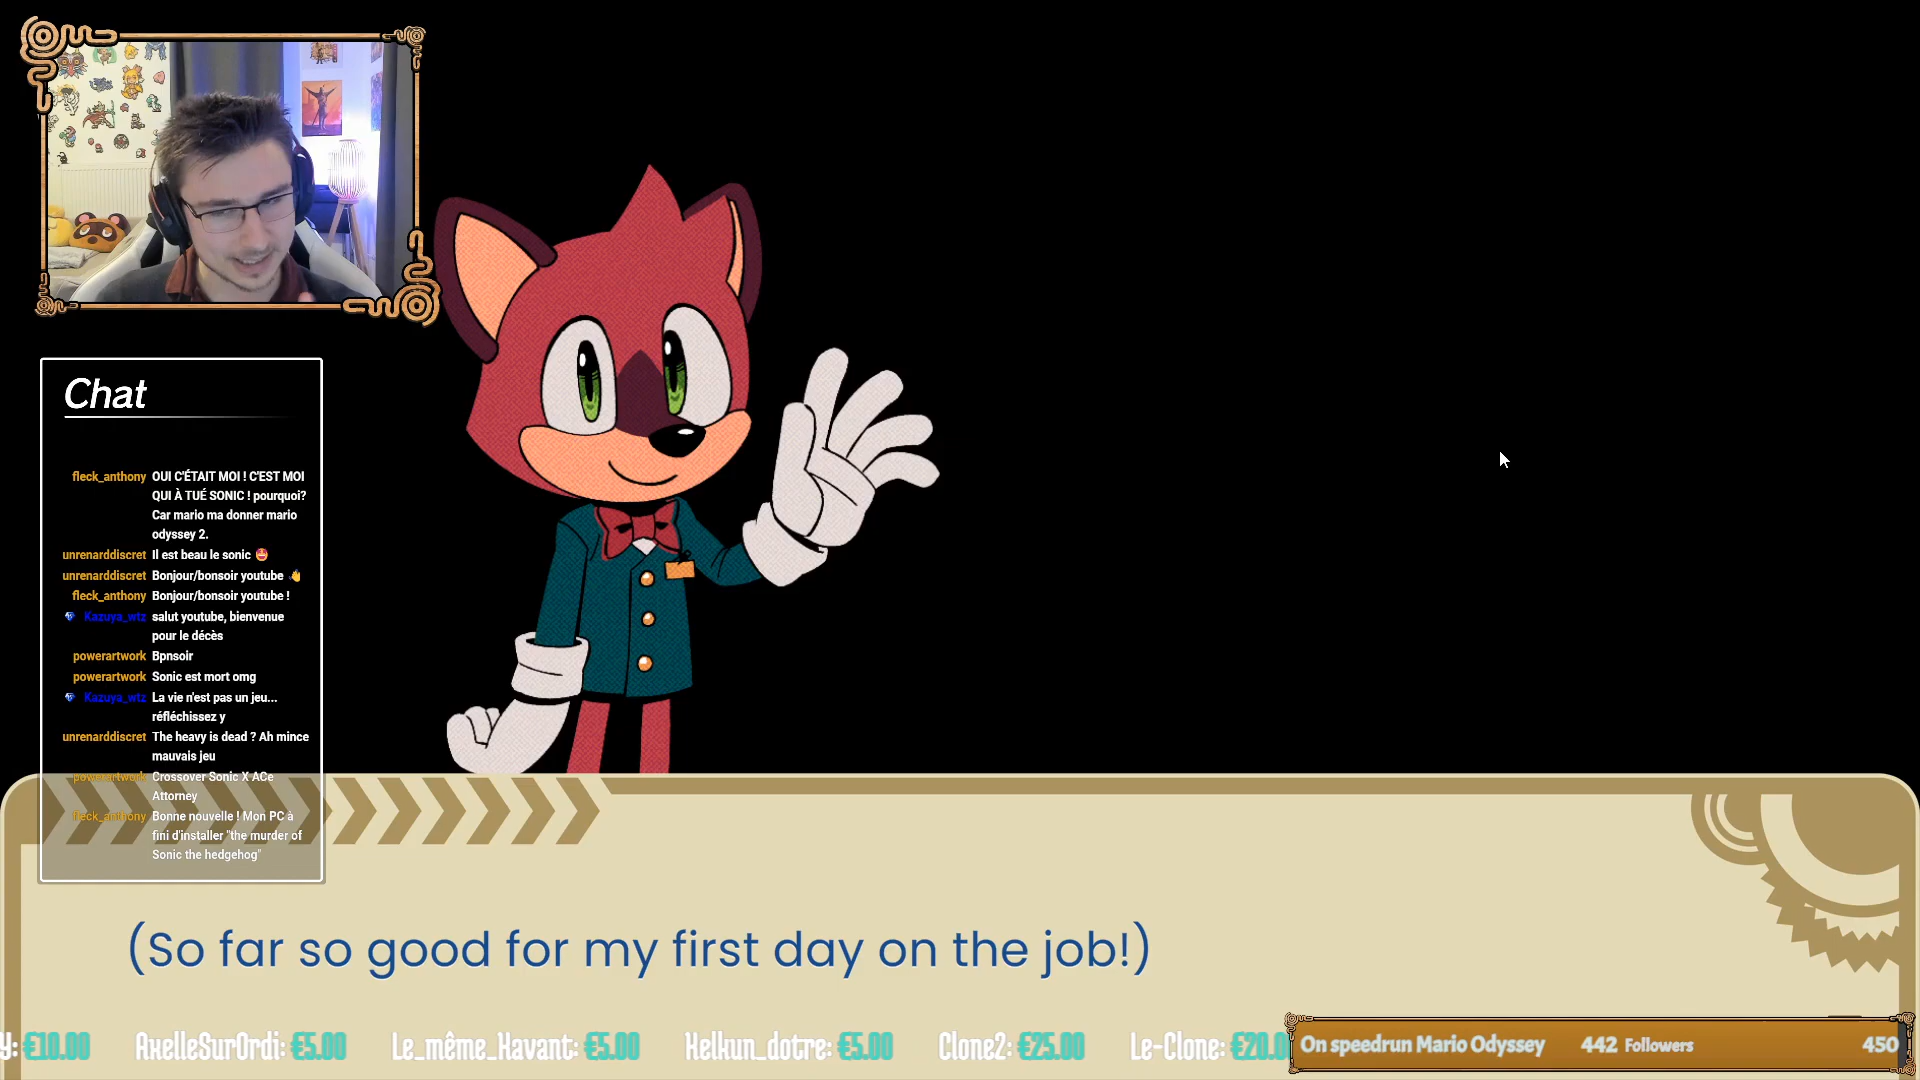 Chat
fleck_anthony OUI C'ÉTAIT MOI ! C'EST MOI
QUI À TUÉ SONIC ! pourquoi?
Car mario ma donner mario
odyssey 2.
unrenarddiscret Il est beau le sonic 🤩
unrenarddiscret Bonjour/bonsoir youtube 👋
fleck_anthony Bonjour/bonsoir youtube !
Kazuya_wtz salut youtube, bienvenue
pour le décès
powerartwork Bpnsoir
powerartwork Sonic est mort omg
Kazuya_wtz La vie n'est pas un jeu...
réfléchissez y
unrenarddiscret The heavy is dead ? Ah mince
mauvais jeu
powerartwork Crossover Sonic X ACe
Attorney
fleck_anthony Bonne nouvelle ! Mon PC à
fini d'installer "the murder of
Sonic the hedgehog"
(So far so good for my first day on the job!)
Y: €10.00 AxelleSurOrdi: €5.00 Le_même_Xavant: €5.00 Kelkun_dotre: €5.00 Clone2: €25.00 Le-Clone: €20.0 On speedrun Mario Odyssey 442 Followers 450